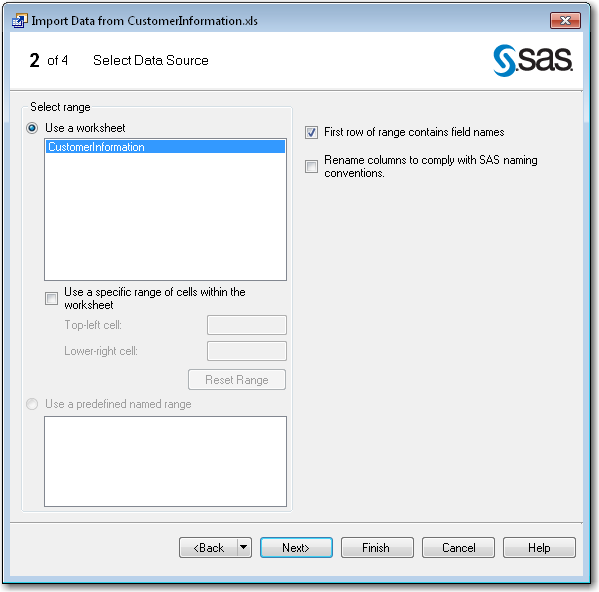 Import Data from CustomerInformation.xls
2 of 4 Select Data Source
S.sas.
Select range
Use a worksheet
CustomerInformation
First row of range contains field names
Rename columns to comply with SAS naming
conventions.
Use a specific range of cells within the
worksheet
Top-left cell:
Lower-right cell:
Reset Range
Use a predefined named range
<Back
Next>
Finish
Cancel
Help